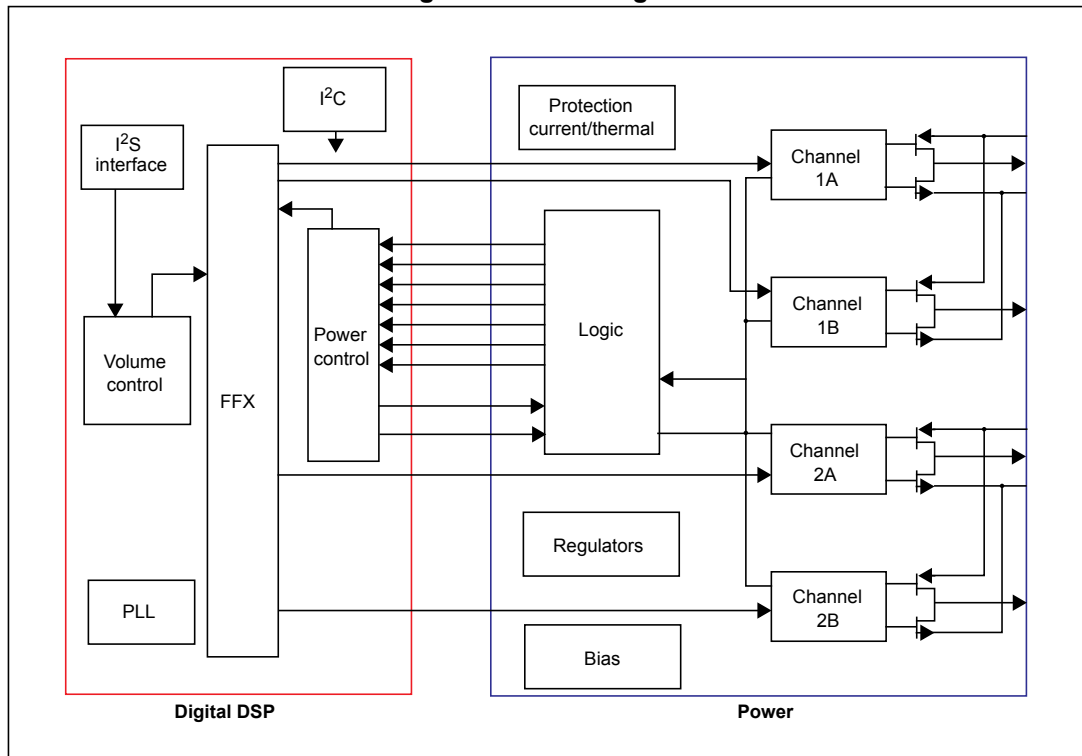 I²C
Protection
current/thermal
I²S
interface
Channel
1A
Channel
1B
Logic
Power
control
Volume
control
FFX
Channel
2A
Regulators
PLL
Channel
2B
Bias
Digital DSP
Power